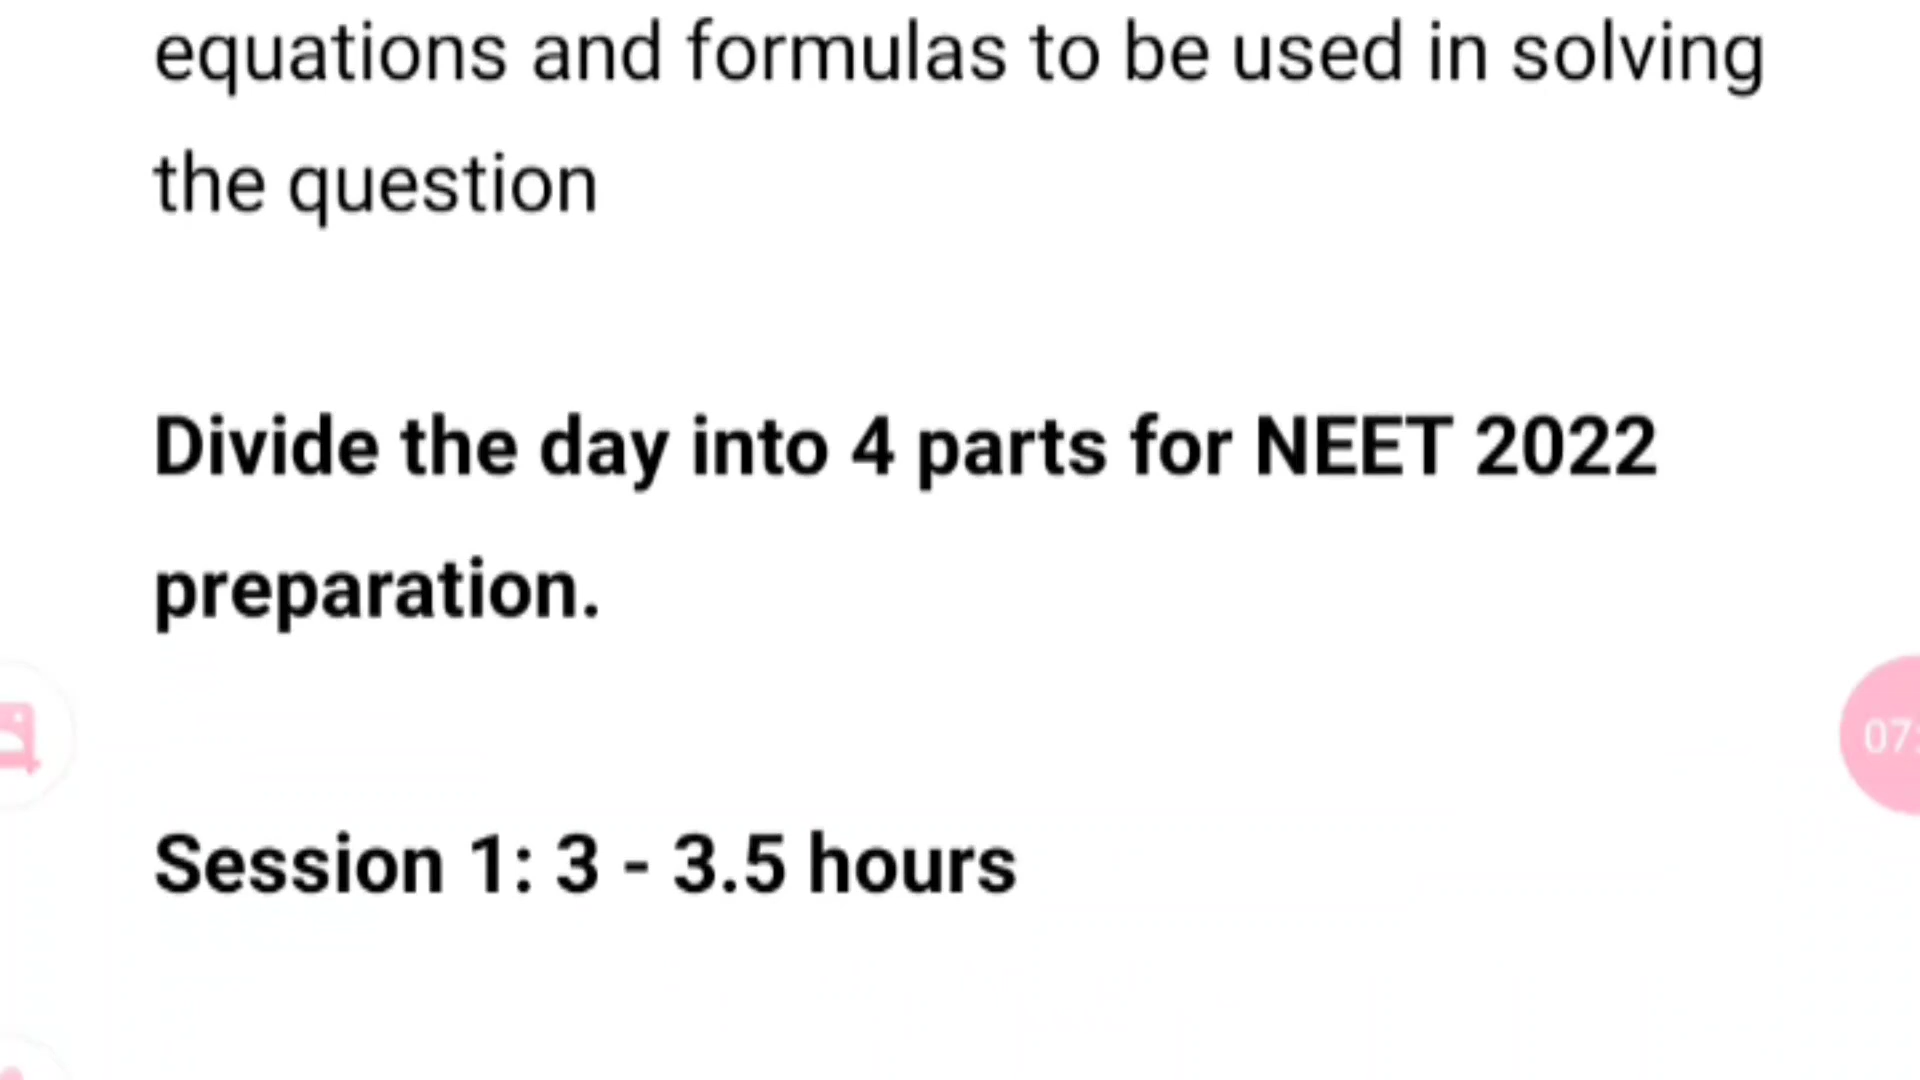 equations and formulas to be used in solving
the question
Divide the day into 4 parts for NEET 2022
preparation.
Session 1: 3 - 3.5 hours
07: